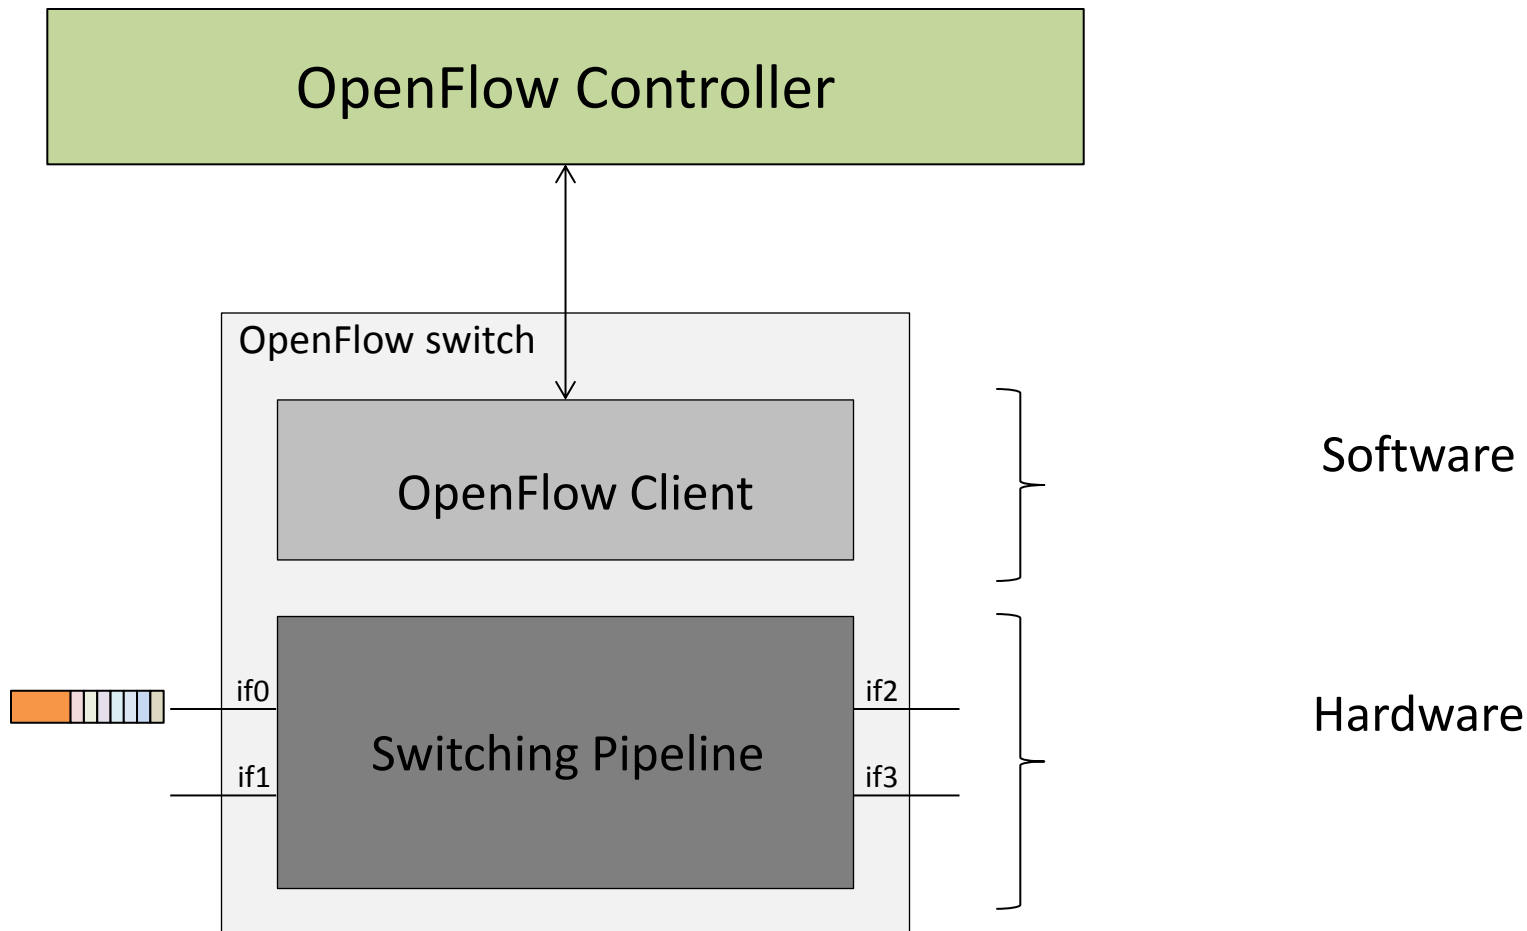 OpenFlow Controller
OpenFlow switch
OpenFlow Client
Software
if0
if2
Switching Pipeline
Hardware
if1
if3